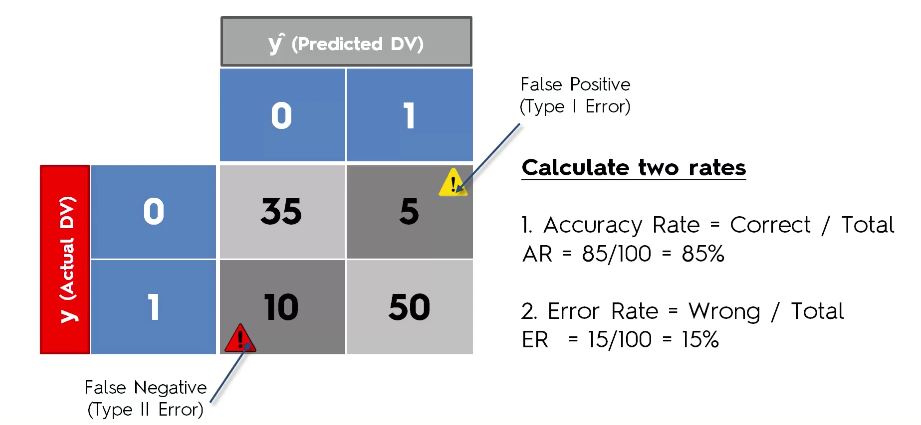 ŷ (Predicted DV)
False Positive
(Type I Error)
0 1
Calculate two rates
y (Actual DV)
0 35 5
1. Accuracy Rate = Correct / Total
AR = 85/100 = 85%
1 10 50
2. Error Rate = Wrong / Total
ER = 15/100 = 15%
False Negative
(Type II Error)